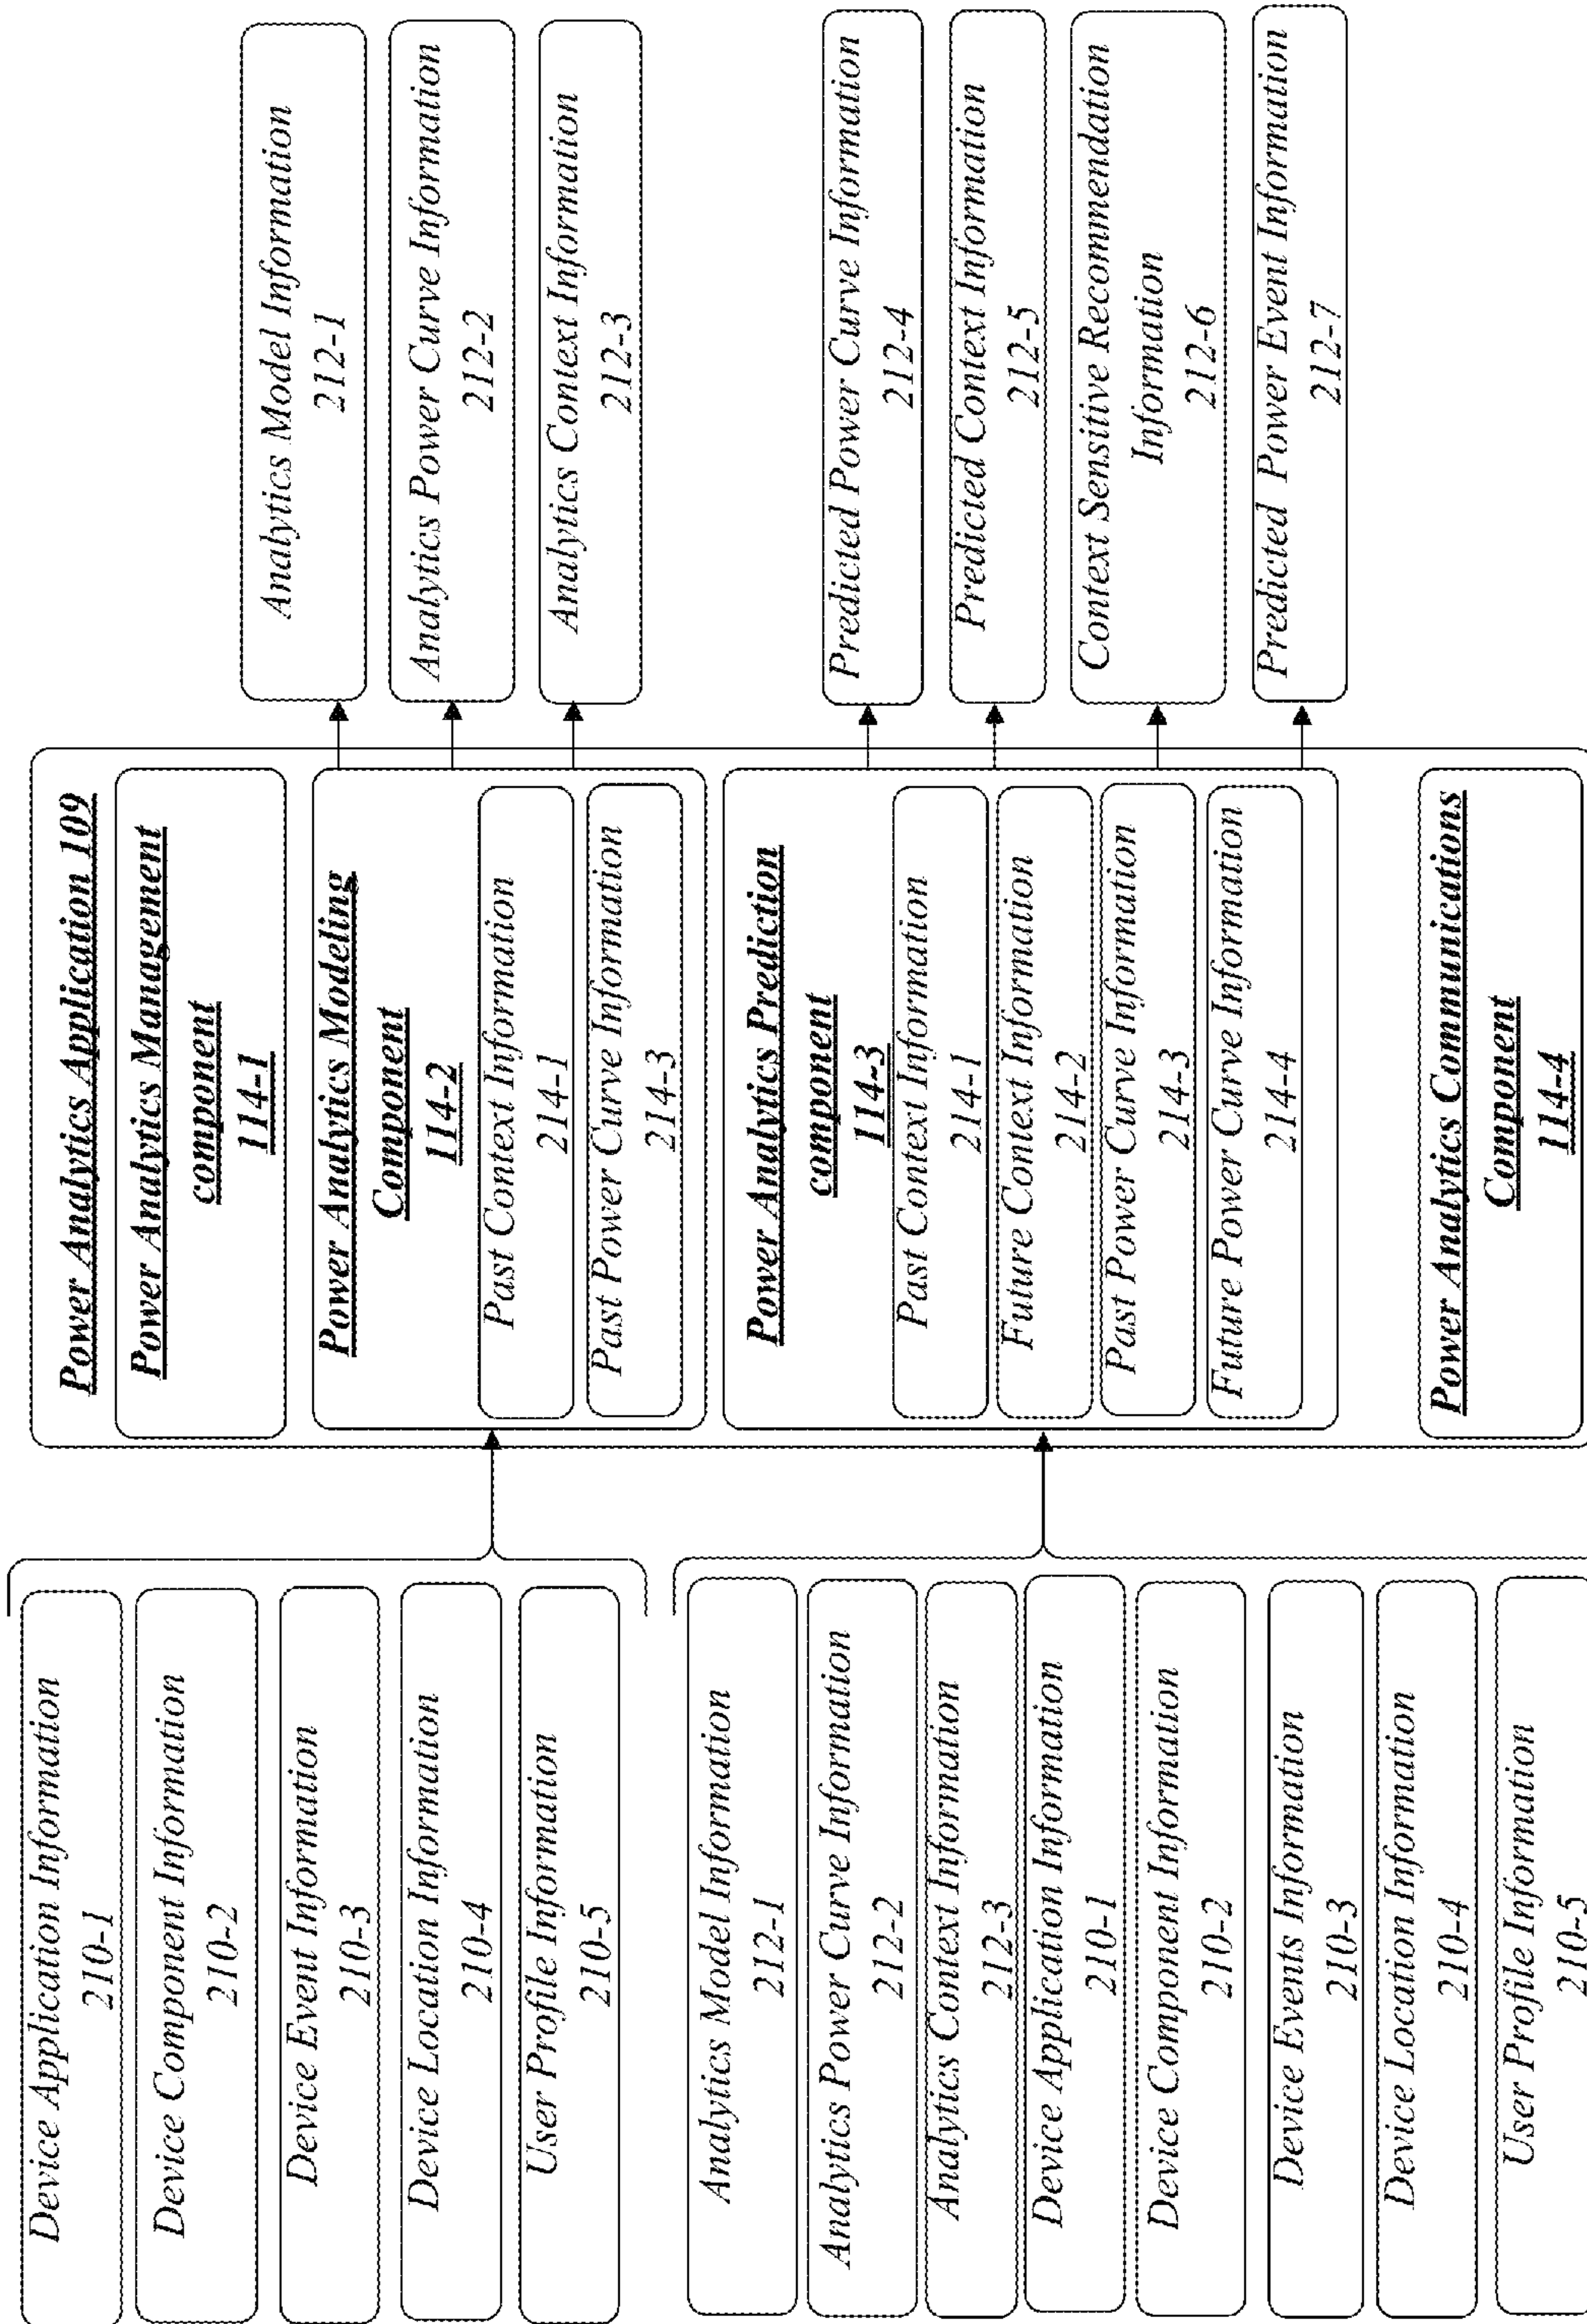 Device Application Information
210-1
Device Component Information
210-2
Device Event Information
210-3
Device Location Information
210-4
User Profile Information
210-5
Analytics Model Information
212-1
Analytics Power Curve Information
212-2
Analytics Context Information
212-3
Device Application Information
210-1
Device Component Information
210-2
Device Events Information
210-3
Device Location Information
210-4
User Profile Information
210-5
Power Analytics Application 109
Power Analytics Management
component
114-1
Power Analytics Modeling
Component
114-2
Past Context Information
214-1
Past Power Curve Information
214-3
Power Analytics Prediction
component
114-3
Past Context Information
214-1
Future Context Information
214-2
Past Power Curve Information
214-3
Future Power Curve Information
214-4
Power Analytics Communications
Component
114-4
Analytics Model Information
212-1
Analytics Power Curve Information
212-2
Analytics Context Information
212-3
Predicted Power Curve Information
212-4
Predicted Context Information
212-5
Context Sensitive Recommendation
Information
212-6
Predicted Power Event Information
212-7